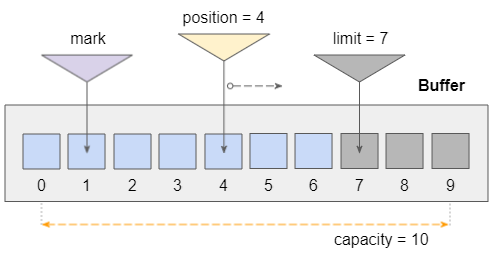 position = 4
mark
limit = 7
Buffer
0 1 2 3 4 5 6 7 8 9
capacity = 10